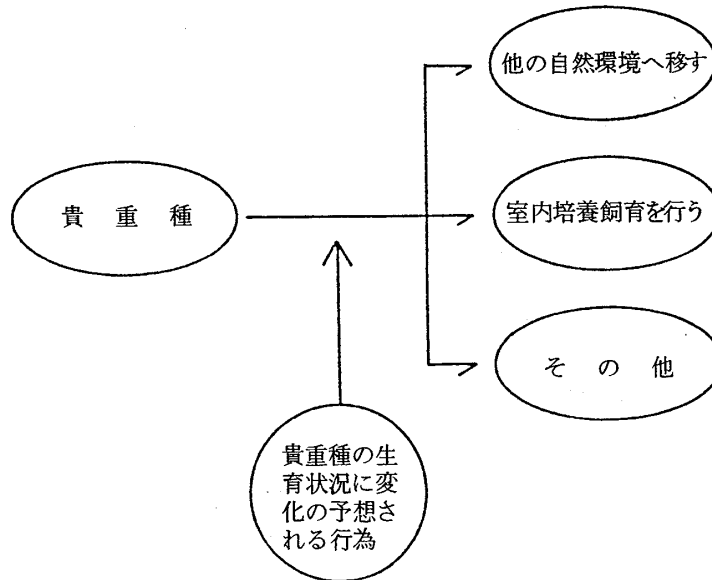 他の自然環境へ移す
貴重種
室内培養飼育を行う
その他
貴重種の生
育状況に変
化の予想さ
れる行為